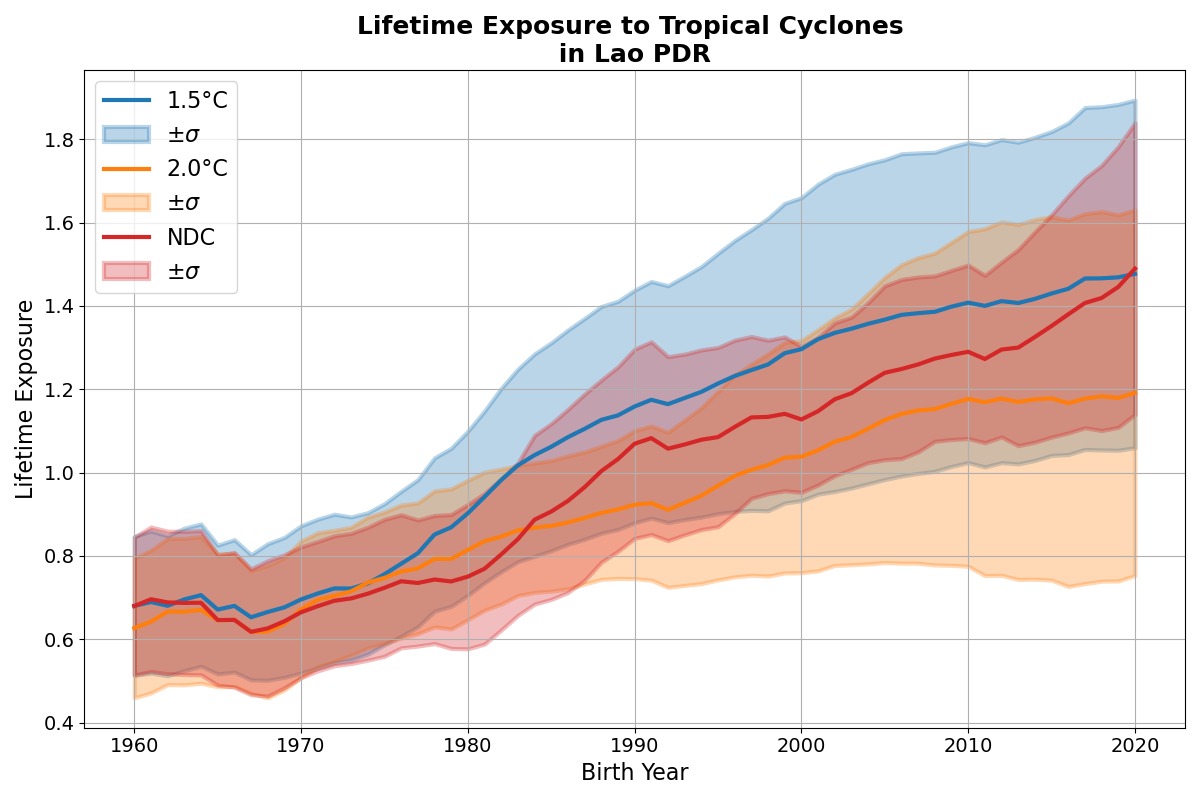 Lifetime Exposure to Tropical Cyclones
in Lao PDR
1.5°C
±σ
2.0°C
±σ
NDC
±σ
Lifetime Exposure
1.8
1.6
1.4
1.2
1.0
0.8
0.6
0.4
1960 1970 1980 1990 2000 2010 2020
Birth Year